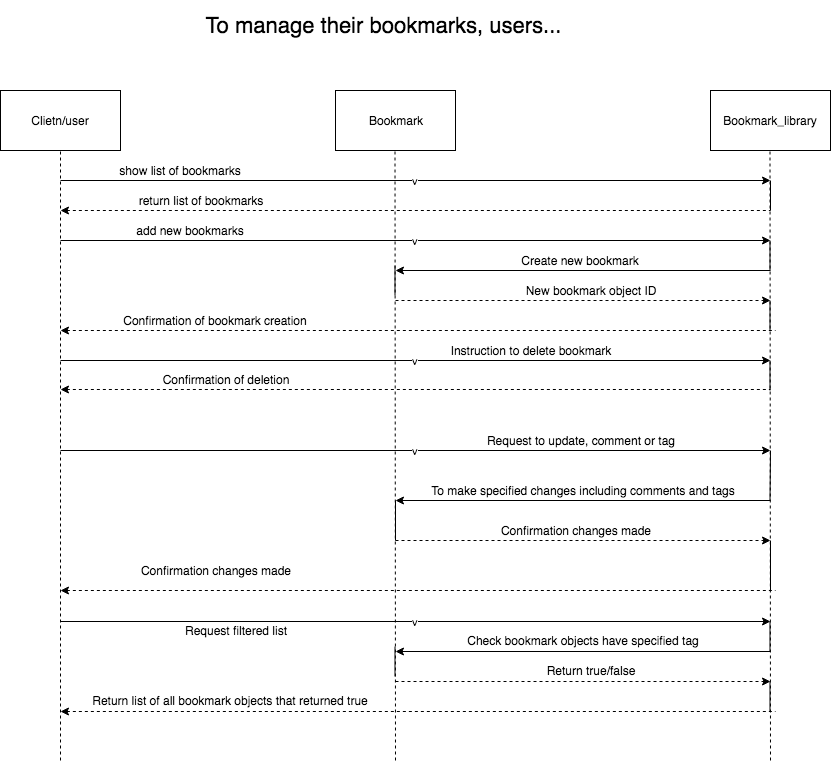 To manage their bookmarks, users...
Clietn/user
Bookmark
Bookmark_library
show list of bookmarks
v
return list of bookmarks
add new bookmarks
v
Create new bookmark
New bookmark object ID
Confirmation of bookmark creation
Instruction to delete bookmark
v
Confirmation of deletion
Request to update, comment or tag
v
To make specified changes including comments and tags
Confirmation changes made
Confirmation changes made
v
Request filtered list
Check bookmark objects have specified tag
Return true/false
Return list of all bookmark objects that returned true